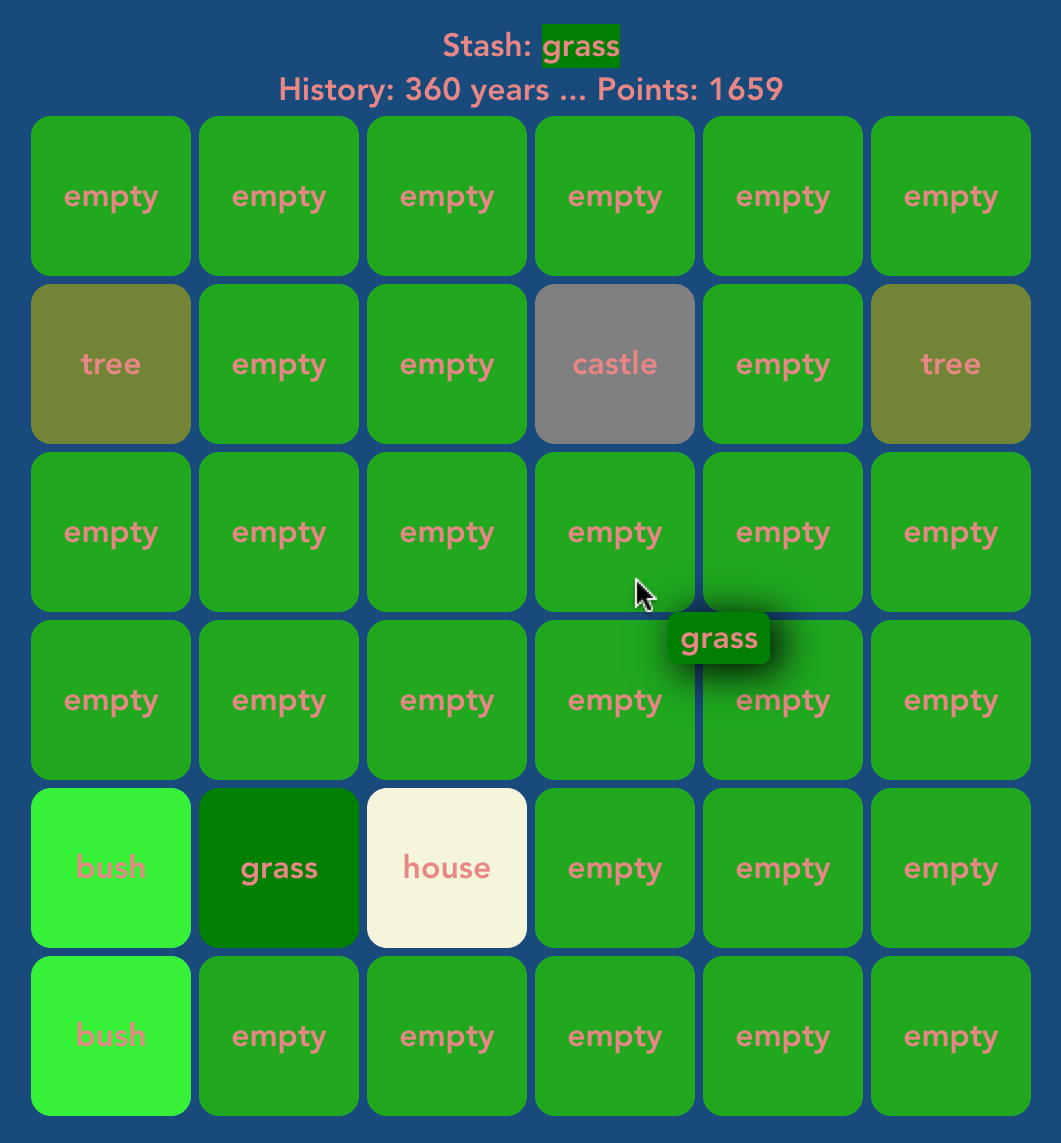 Stash: grass
History: 360 years ... Points: 1659
empty empty empty empty empty empty
tree empty empty castle empty tree
empty empty empty empty empty empty
grass
empty empty empty empty empty empty
bush grass house empty empty empty
bush empty empty empty empty empty